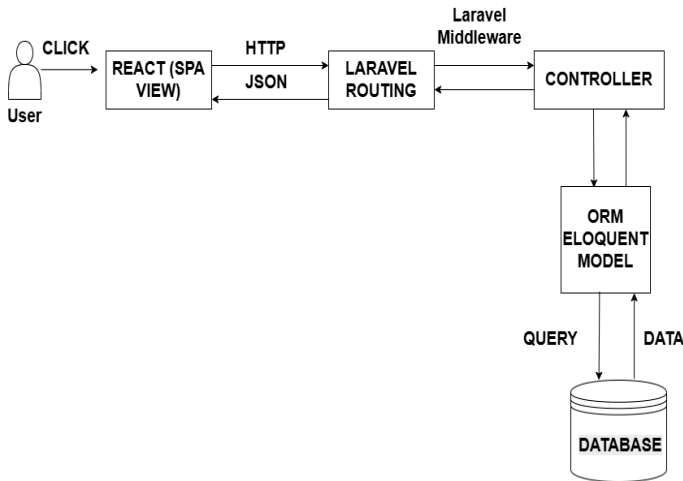 CLICK
User
REACT (SPA
VIEW)
HTTP
JSON
LARAVEL
ROUTING
Laravel
Middleware
CONTROLLER
ORM
ELOQUENT
MODEL
QUERY
DATA
DATABASE